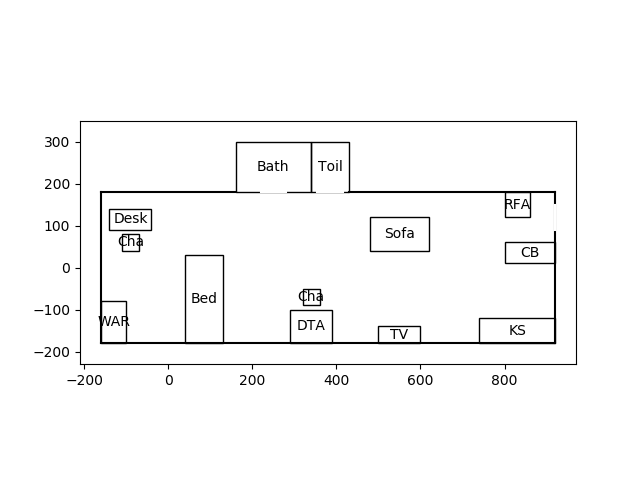 300
200
100
0
−100
−200
−200
0
200
400
600
800
Bath
Toil
RFA
Desk
Cha
Sofa
CB
Bed
Cha
WAR
DTA
TV
KS